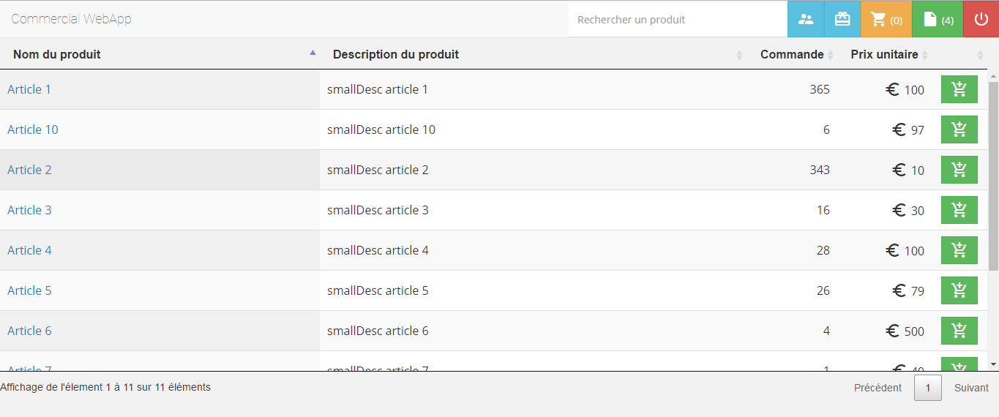 Commercial WebApp Rechercher un produit (0) (4)
Nom du produit Description du produit Commande Prix unitaire
Article 1 smallDesc article 1 365 € 100
Article 10 smallDesc article 10 6 € 97
Article 2 smallDesc article 2 343 € 10
Article 3 smallDesc article 3 16 € 30
Article 4 smallDesc article 4 28 € 100
Article 5 smallDesc article 5 26 € 79
Article 6 smallDesc article 6 4 € 500
Article 7 smallDesc article 7 1 €
Affichage de l'élement 1 à 11 sur 11 éléments Précédent 1 Suivant